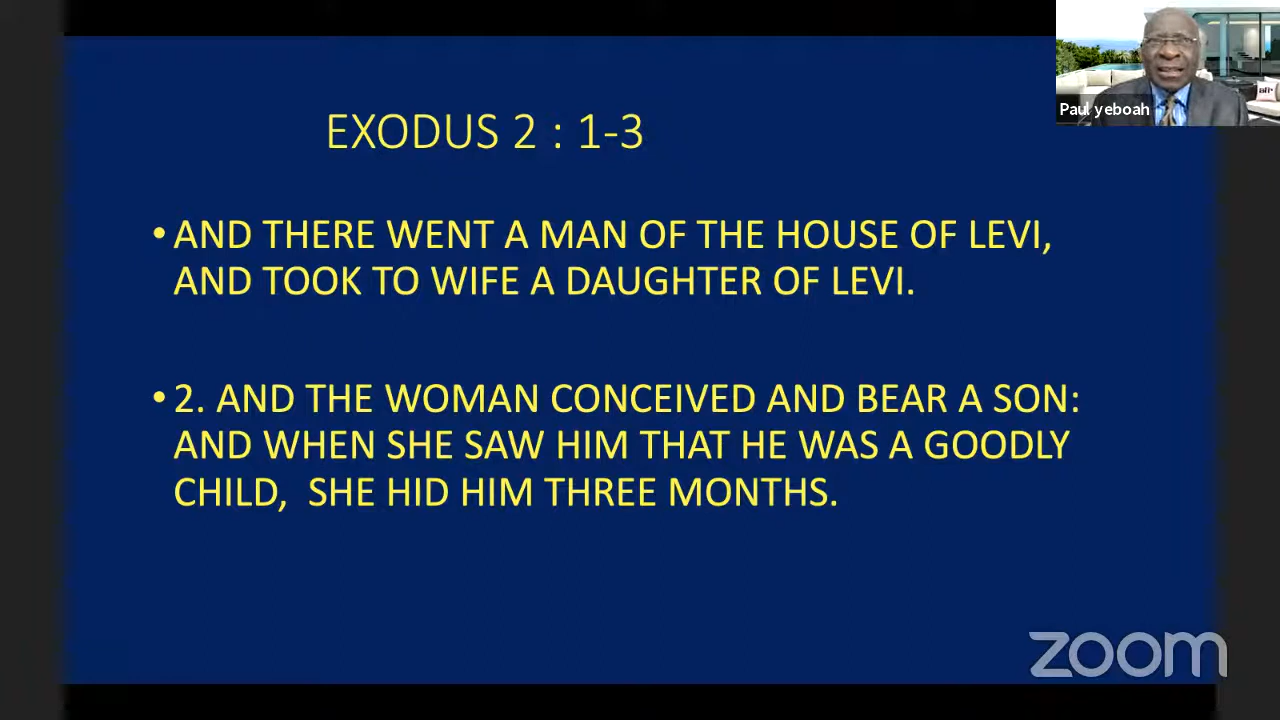 Paul yeboah
EXODUS 2 : 1-3
• AND THERE WENT A MAN OF THE HOUSE OF LEVI,
AND TOOK TO WIFE A DAUGHTER OF LEVI.
• 2. AND THE WOMAN CONCEIVED AND BEAR A SON:
AND WHEN SHE SAW HIM THAT HE WAS A GOODLY
CHILD, SHE HID HIM THREE MONTHS.
zoom